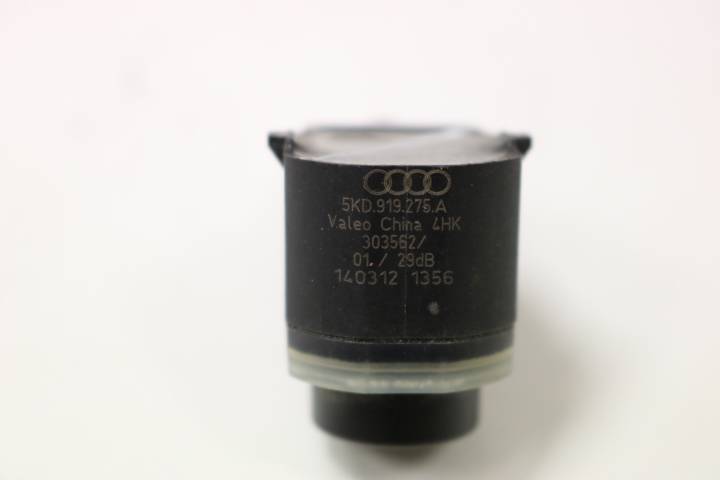 5KD.919.275.A
Valeo China 4HK
303562/
01. / 29dB
140312 1356